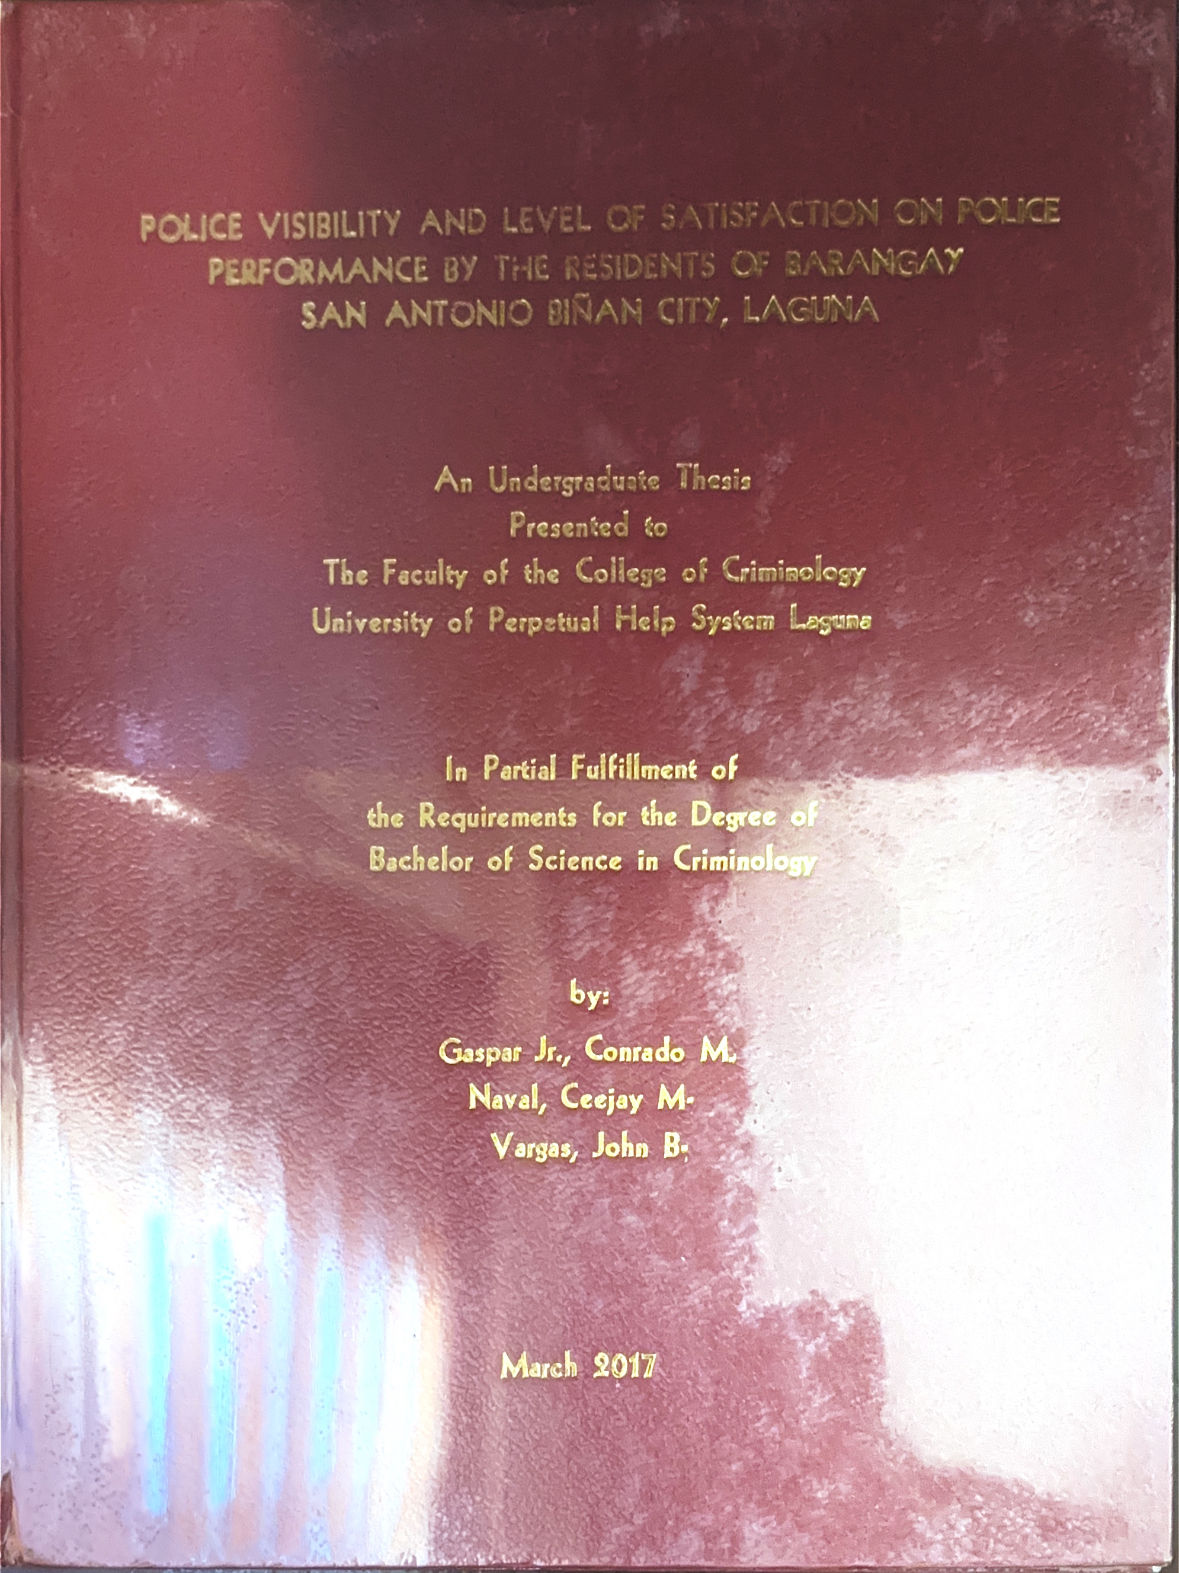 POLICE VISIBILITY AND LEVEL OF SATISFACTION ON POLICE
PERFORMANCE BY THE RESIDENTS OF BARANGAY
SAN ANTONIO BIÑAN CITY, LAGUNA
An Undergraduate Thesis
Presented to
The Faculty of the College of Criminology
University of Perpetual Help System Laguna
In Partial Fulfillment of
the Requirements for the Degree of
Bachelor of Science in Criminology
by:
Gaspar Jr., Conrado M.
Naval, Ceejay M.
Vargas, John B.
March 2017